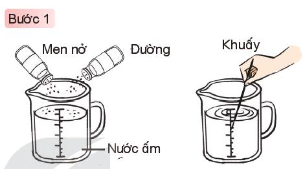 Bước 1
Men nở
Đường
Khuấy
Nước ấm